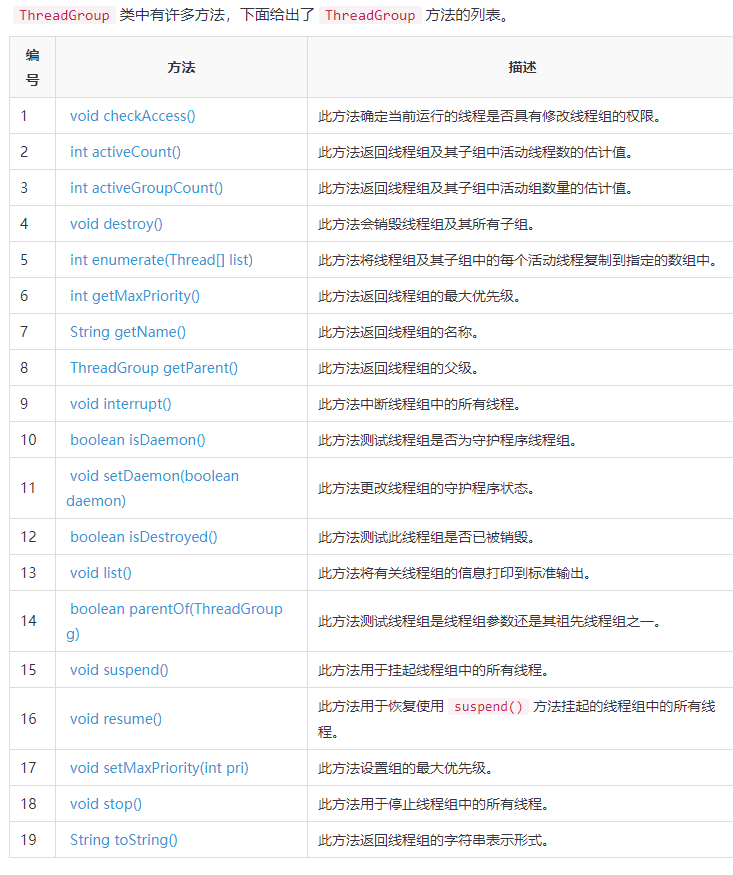 ThreadGroup 类中有许多方法，下面给出了 ThreadGroup 方法的列表。
编
号
方法
描述
1 void checkAccess() 此方法确定当前运行的线程是否具有修改线程组的权限。
2 int activeCount() 此方法返回线程组及其子组中活动线程数的估计值。
3 int activeGroupCount() 此方法返回线程组及其子组中活动组数量的估计值。
4 void destroy() 此方法会销毁线程组及其所有子组。
5 int enumerate(Thread[] list) 此方法将线程组及其子组中的每个活动线程复制到指定的数组中。
6 int getMaxPriority() 此方法返回线程组的最大优先级。
7 String getName() 此方法返回线程组的名称。
8 ThreadGroup getParent() 此方法返回线程组的父级。
9 void interrupt() 此方法中断线程组中的所有线程。
10 boolean isDaemon() 此方法测试线程组是否为守护程序线程组。
11 void setDaemon(boolean
daemon) 此方法更改线程组的守护程序状态。
12 boolean isDestroyed() 此方法测试此线程组是否已被销毁。
13 void list() 此方法将有关线程组的信息打印到标准输出。
14 boolean parentOf(ThreadGroup
g) 此方法测试线程组是线程组参数还是其祖先线程组之一。
15 void suspend() 此方法用于挂起线程组中的所有线程。
16 void resume() 此方法用于恢复使用 suspend() 方法挂起的线程组中的所有线
程。
17 void setMaxPriority(int pri) 此方法设置组的最大优先级。
18 void stop() 此方法用于停止线程组中的所有线程。
19 String toString() 此方法返回线程组的字符串表示形式。